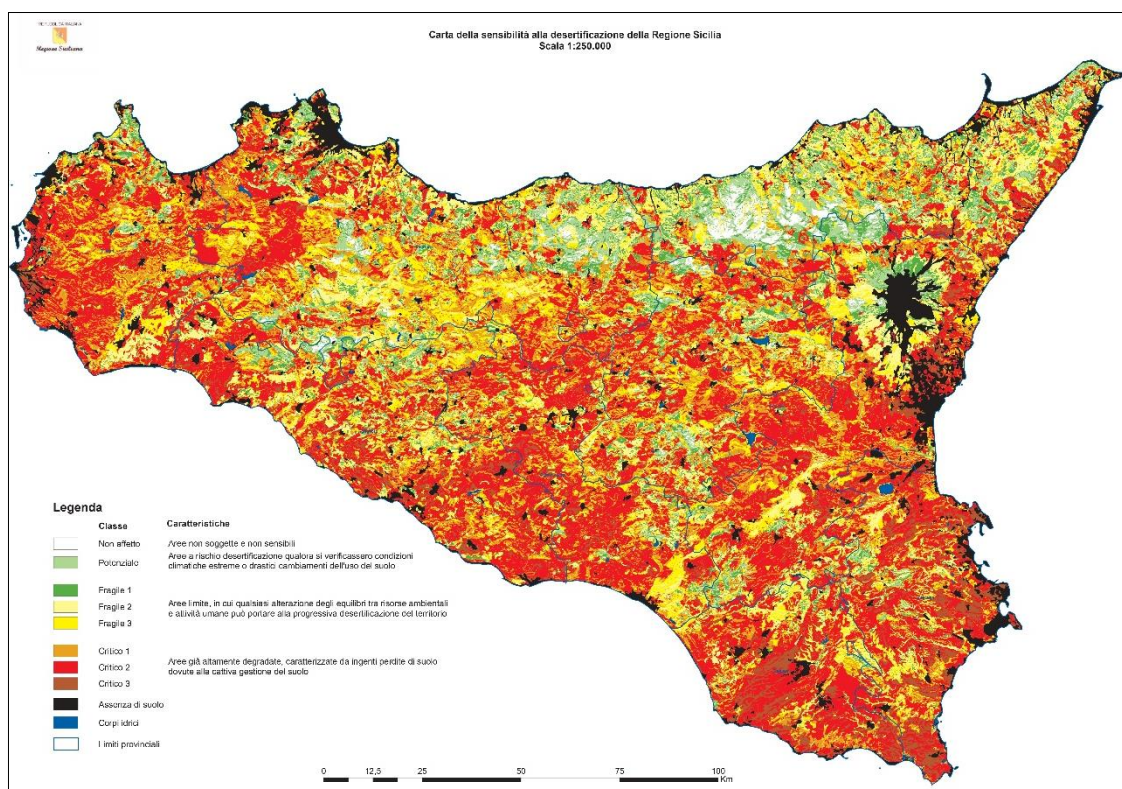 Regione Siciliana
Carta della sensibilità alla desertificazione della Regione Sicilia
Scala 1:250.000
Legenda
Classe Caratteristiche
Non affetto Aree non soggette e non sensibili
Potenziale Aree a rischio desertificazione qualora si verificassero condizioni
climatiche estreme o drastici cambiamenti dell'uso del suolo
Fragile 1
Fragile 2 Aree limite, in cui qualsiasi alterazione degli equilibri tra risorse ambientali
e attività umane può portare alla progressiva desertificazione del territorio
Fragile 3
Critico 1
Critico 2 Aree già altamente degradate, caratterizzate da ingenti perdite di suolo
dovute alla cattiva gestione del suolo
Critico 3
Assenza di suolo
Corpi idrici
Limiti provinciali
0 12,5 25 50 75 100
Km